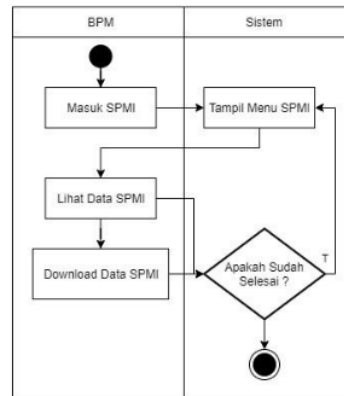 BPM
Sistem
Masuk SPMI
Tampil Menu SPMI
Lihat Data SPMI
Download Data SPMI
Apakah Sudah
Selesai ?
T